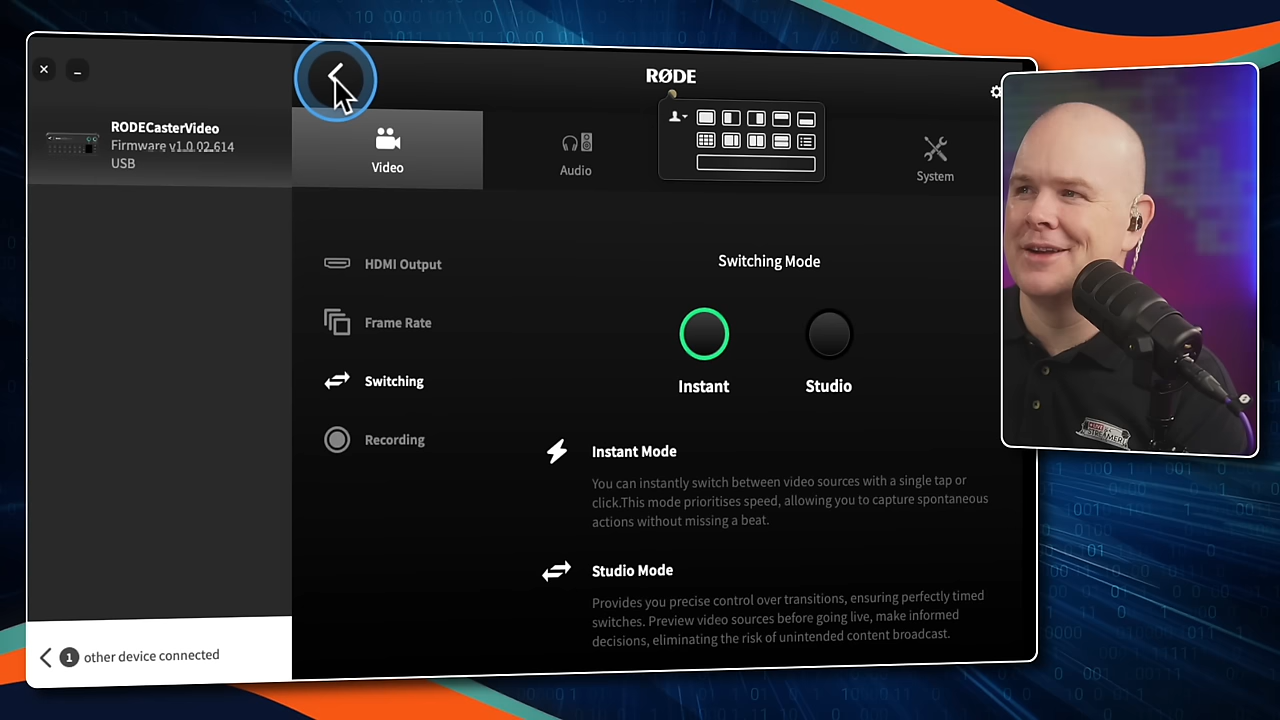 RØDE
RODECasterVideo
Firmware v1.0.02.614
USB
Video
Audio
System
HDMI Output
Frame Rate
Switching
Recording
Switching Mode
Instant
Studio
Instant Mode
You can instantly switch between video sources with a single tap or
click.This mode prioritises speed, allowing you to capture spontaneous
actions without missing a beat.
Studio Mode
Provides you precise control over transitions, ensuring perfectly timed
switches. Preview video sources before going live, make informed
decisions, eliminating the risk of unintended content broadcast.
1 other device connected
STREAMER